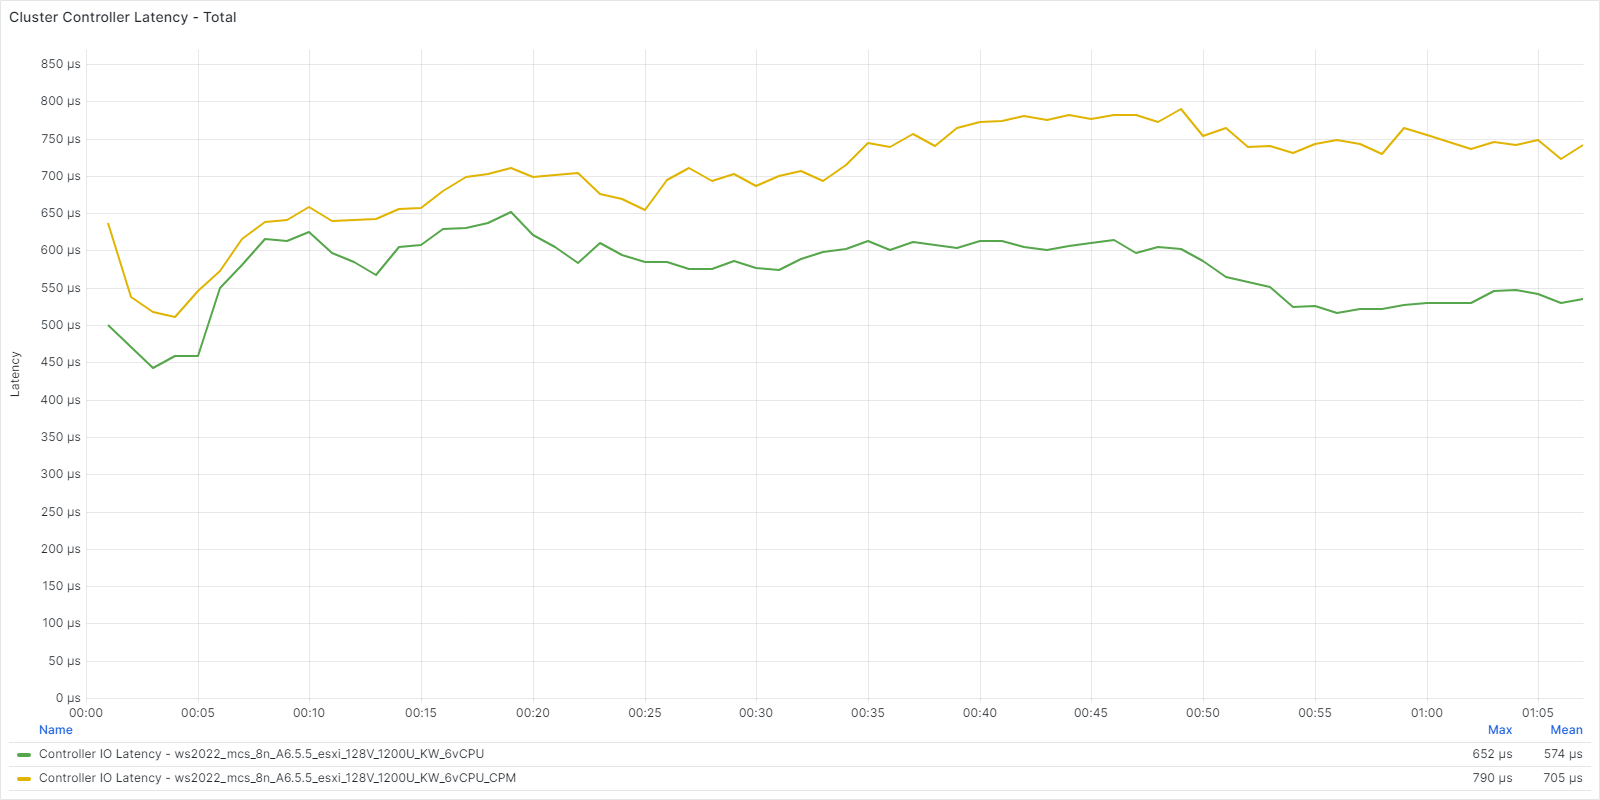 Cluster Controller Latency - Total
850 µs
800 µs
750 µs
700 µs
650 µs
600 µs
550 µs
500 µs
450 µs
400 µs
350 µs
300 µs
250 µs
200 µs
150 µs
100 µs
50 µs
0 µs
Latency
00:00 00:05 00:10 00:15 00:20 00:25 00:30 00:35 00:40 00:45 00:50 00:55 01:00 01:05
Name Max Mean
Controller IO Latency - ws2022_mcs_8n_A6.5.5_esxi_128V_1200U_KW_6vCPU 652 µs 574 µs
Controller IO Latency - ws2022_mcs_8n_A6.5.5_esxi_128V_1200U_KW_6vCPU_CPM 790 µs 705 µs